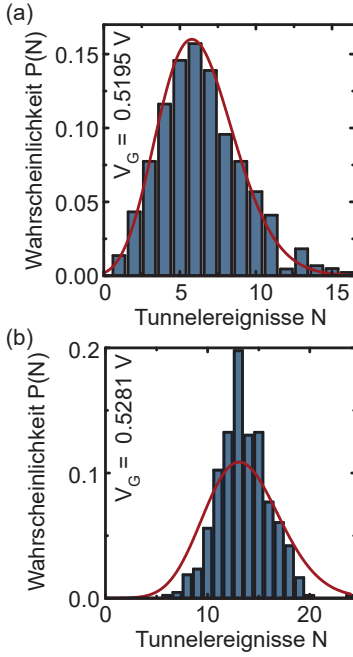 (a)
Wahrscheinlichkeit P(N)
0.15
0.10
0.05
0.00
V_G = 0.5195 V
0 5 10 15
Tunnelereignisse N
(b)
Wahrscheinlichkeit P(N)
0.2
0.1
0.0
V_G = 0.5281 V
0 10 20
Tunnelereignisse N